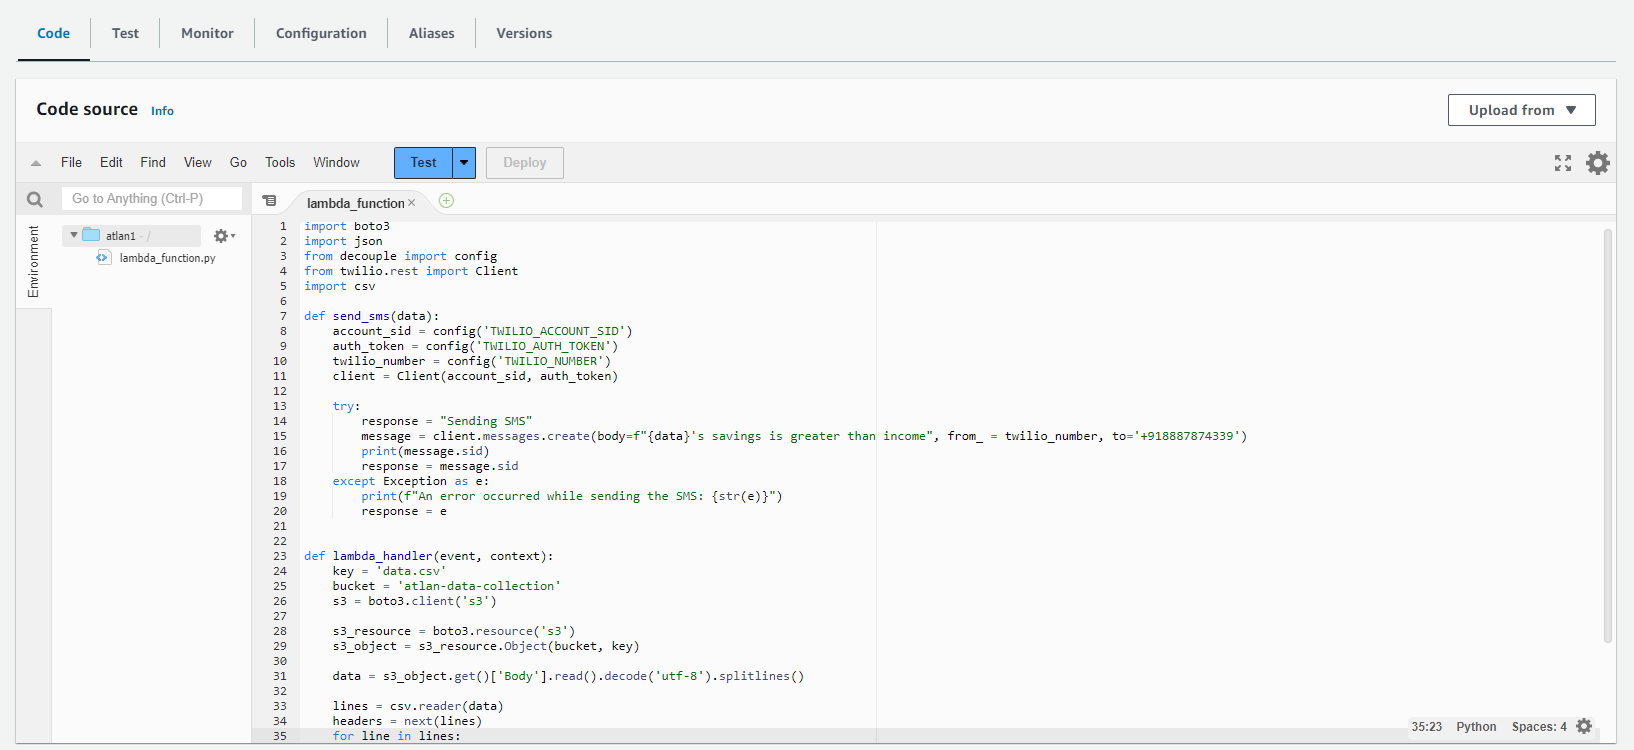 Code Test Monitor Configuration Aliases Versions
Code source Info
Upload from
File Edit Find View Go Tools Window Test Deploy
Go to Anything (Ctrl-P)
lambda_function
Environment
atlan1 - /
lambda_function.py
1 import boto3
2 import json
3 from decouple import config
4 from twilio.rest import Client
5 import csv
6
7 def send_sms(data):
8     account_sid = config('TWILIO_ACCOUNT_SID')
9     auth_token = config('TWILIO_AUTH_TOKEN')
10     twilio_number = config('TWILIO_NUMBER')
11     client = Client(account_sid, auth_token)
12
13     try:
14         response = "Sending SMS"
15         message = client.messages.create(body=f"{data}'s savings is greater than income", from_ = twilio_number, to='+918887874339')
16         print(message.sid)
17         response = message.sid
18     except Exception as e:
19         print(f"An error occurred while sending the SMS: {str(e)}")
20         response = e
21
22
23 def lambda_handler(event, context):
24     key = 'data.csv'
25     bucket = 'atlan-data-collection'
26     s3 = boto3.client('s3')
27
28     s3_resource = boto3.resource('s3')
29     s3_object = s3_resource.Object(bucket, key)
30
31     data = s3_object.get()['Body'].read().decode('utf-8').splitlines()
32
33     lines = csv.reader(data)
34     headers = next(lines)
35     for line in lines:
35:23 Python Spaces: 4